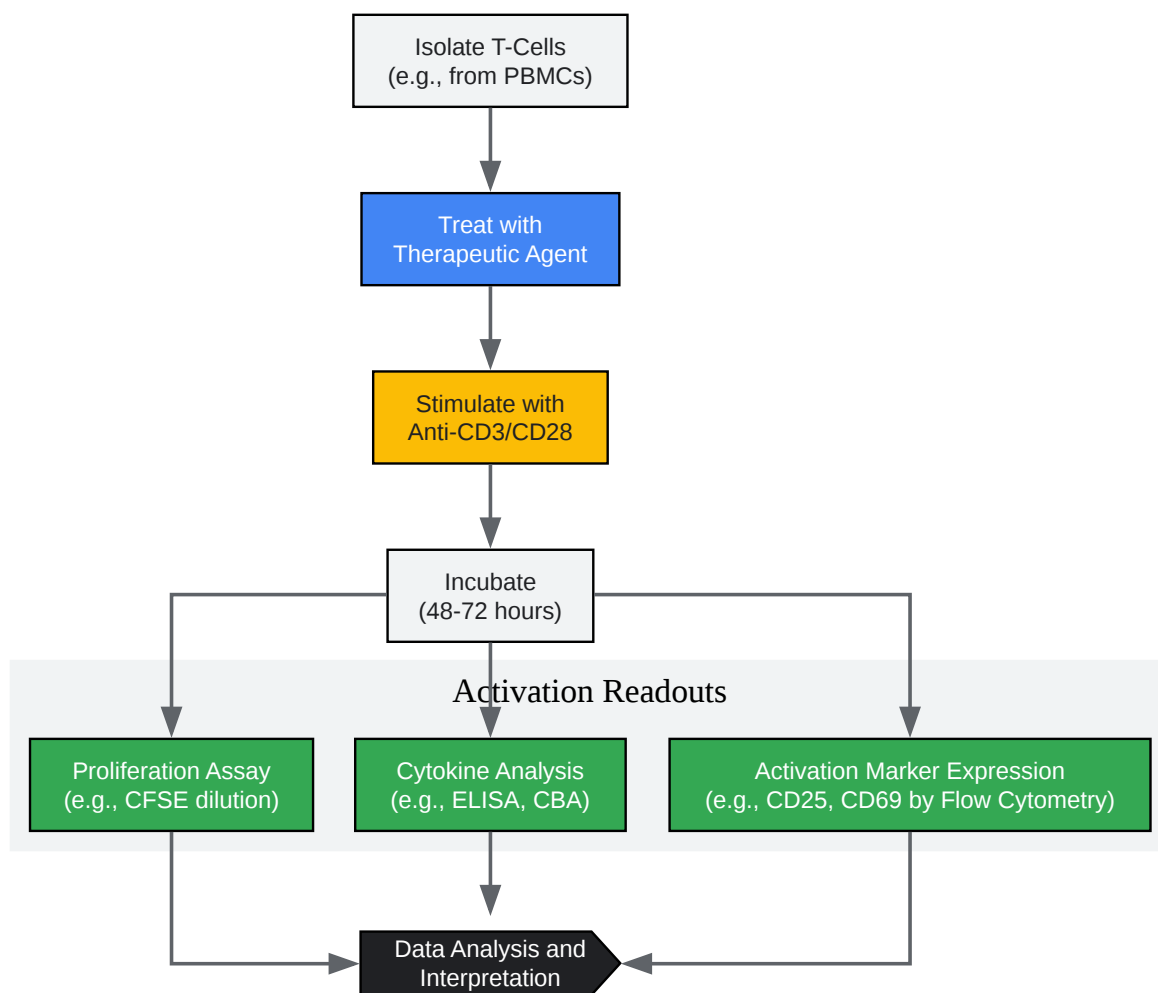 Isolate T-Cells
(e.g., from PBMCs)
Treat with
Therapeutic Agent
Stimulate with
Anti-CD3/CD28
Incubate
(48-72 hours)
Activation Readouts
Proliferation Assay
(e.g., CFSE dilution)
Cytokine Analysis
(e.g., ELISA, CBA)
Activation Marker Expression
(e.g., CD25, CD69 by Flow Cytometry)
Data Analysis and
Interpretation